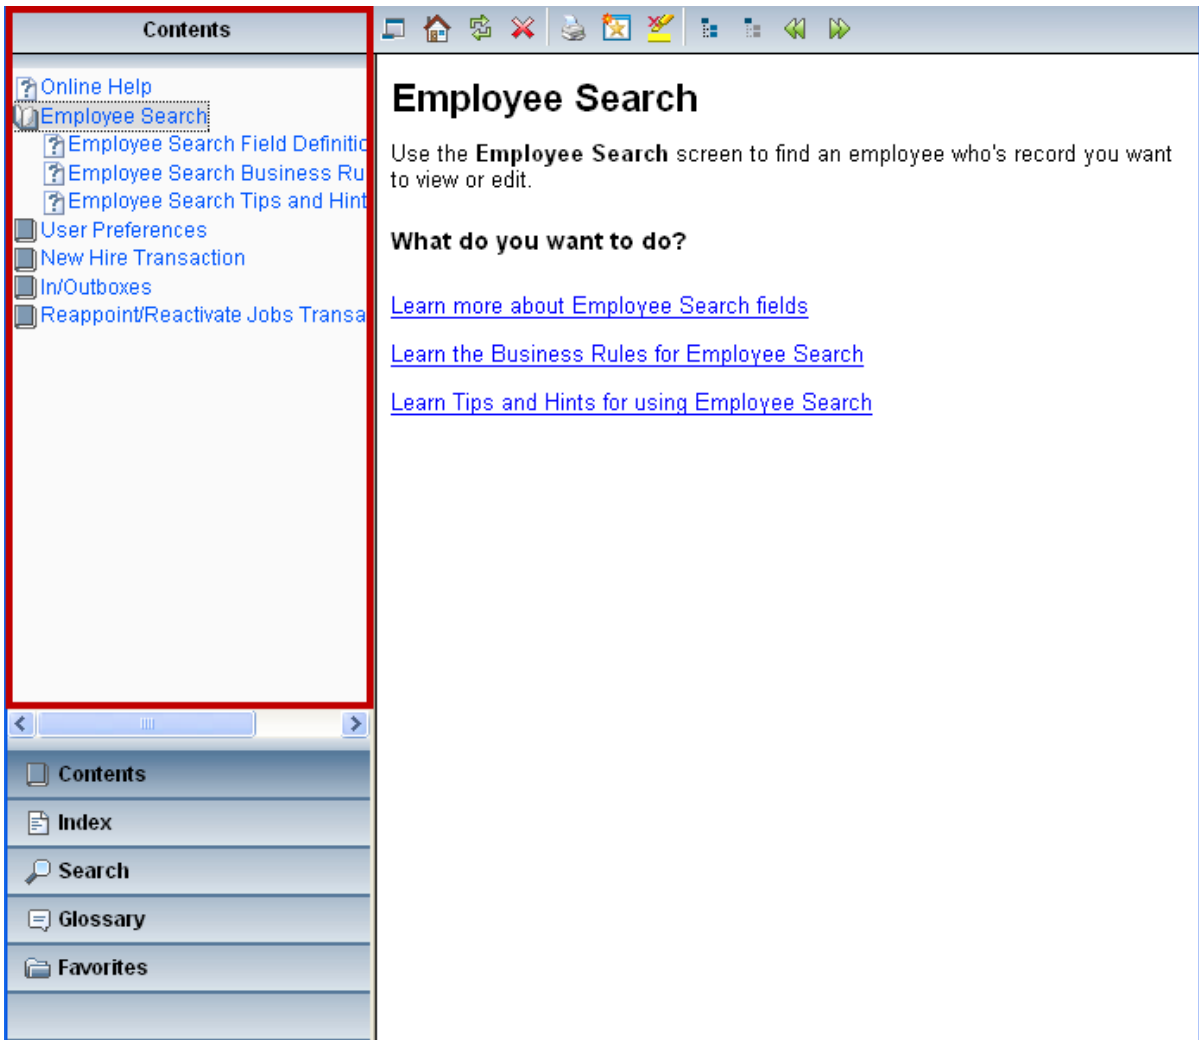 Contents
Online Help
Employee Search
Employee Search Field Definitic
Employee Search Business Ru
Employee Search Tips and Hint
User Preferences
New Hire Transaction
In/Outboxes
Reappoint/Reactivate Jobs Transa
Contents
Index
Search
Glossary
Favorites
Employee Search
Use the Employee Search screen to find an employee who's record you want
to view or edit.
What do you want to do?
Learn more about Employee Search fields
Learn the Business Rules for Employee Search
Learn Tips and Hints for using Employee Search